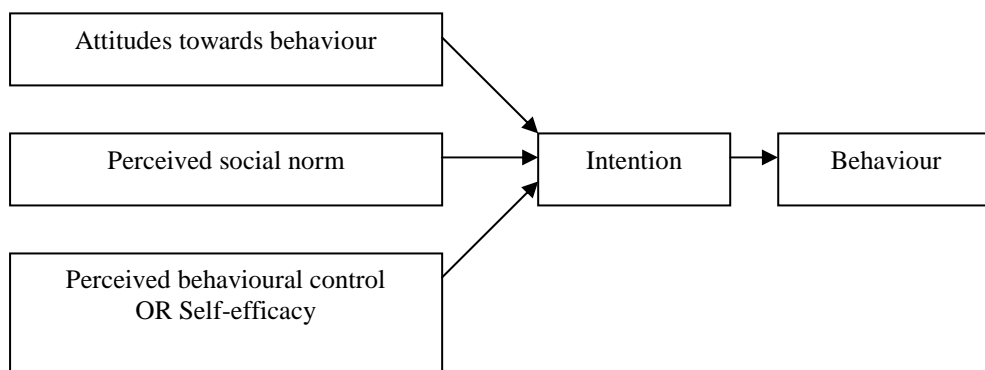 Attitudes towards behaviour
Perceived social norm
Intention
Behaviour
Perceived behavioural control
OR Self-efficacy